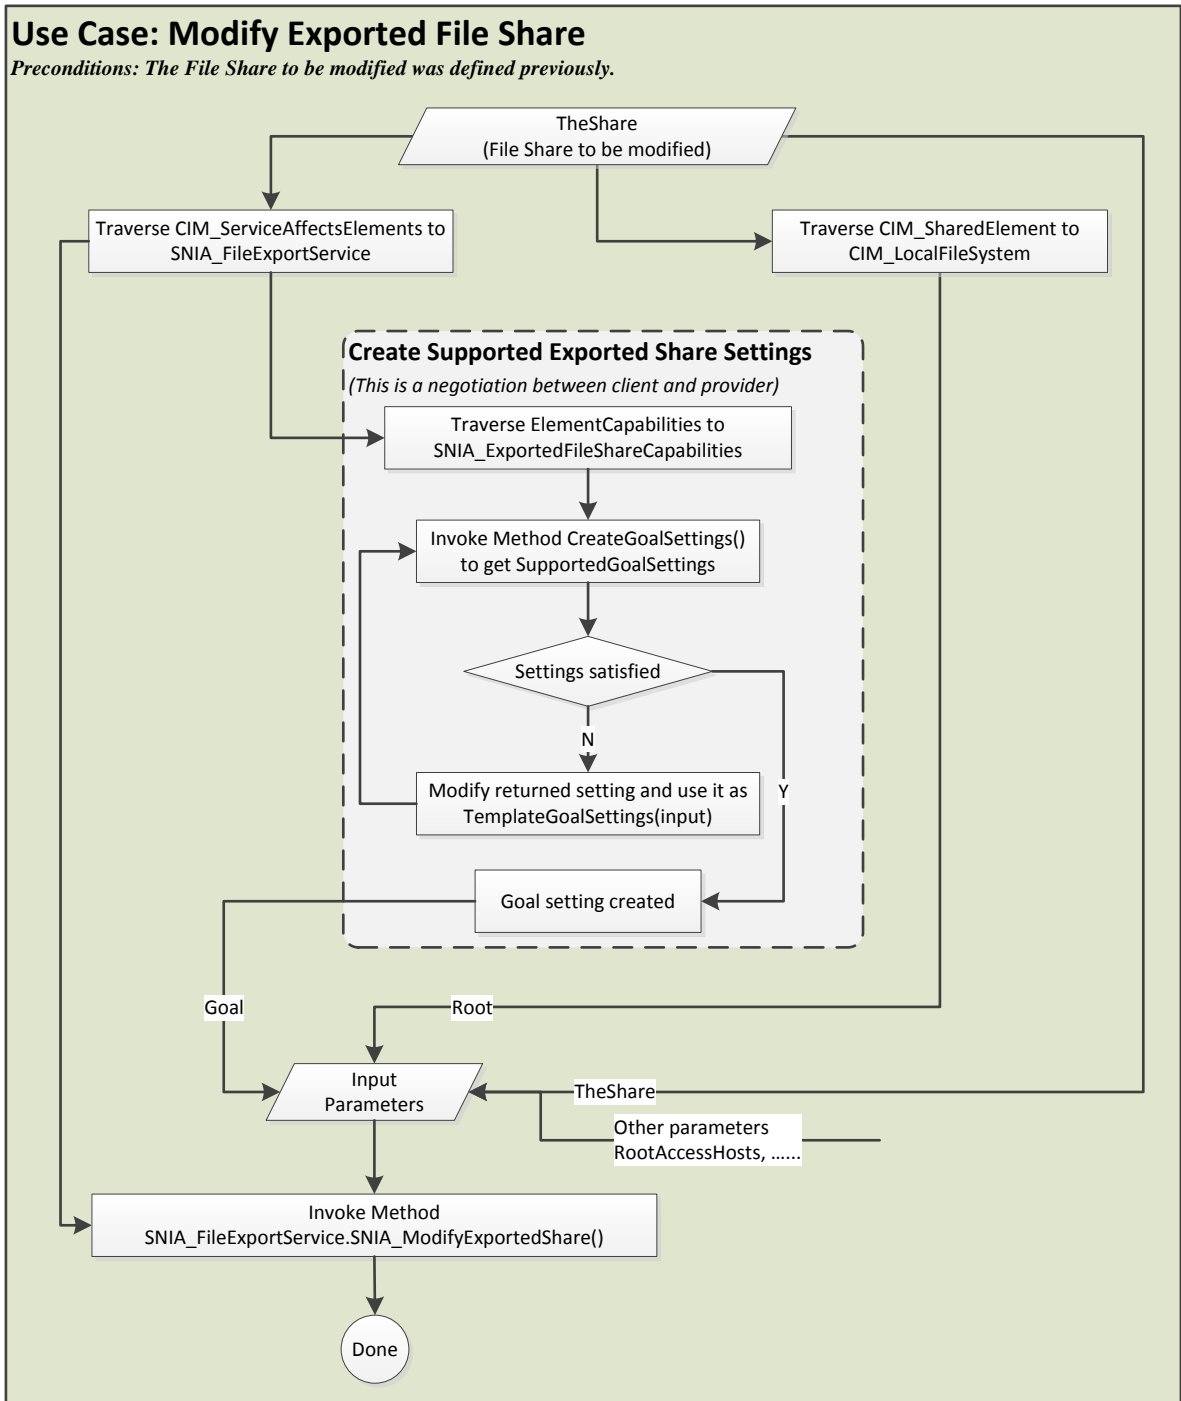 Use Case: Modify Exported File Share
Preconditions: The File Share to be modified was defined previously.
TheShare
(File Share to be modified)
Traverse CIM_ServiceAffectsElements to
SNIA_FileExportService
Traverse CIM_SharedElement to
CIM_LocalFileSystem
Create Supported Exported Share Settings
(This is a negotiation between client and provider)
Traverse ElementCapabilities to
SNIA_ExportedFileShareCapabilities
Invoke Method CreateGoalSettings()
to get SupportedGoalSettings
Settings satisfied
N
Y
Modify returned setting and use it as
TemplateGoalSettings(input)
Goal setting created
Goal
Root
Input
Parameters
TheShare
Other parameters
RootAccessHosts, …...
Invoke Method
SNIA_FileExportService.SNIA_ModifyExportedShare()
Done